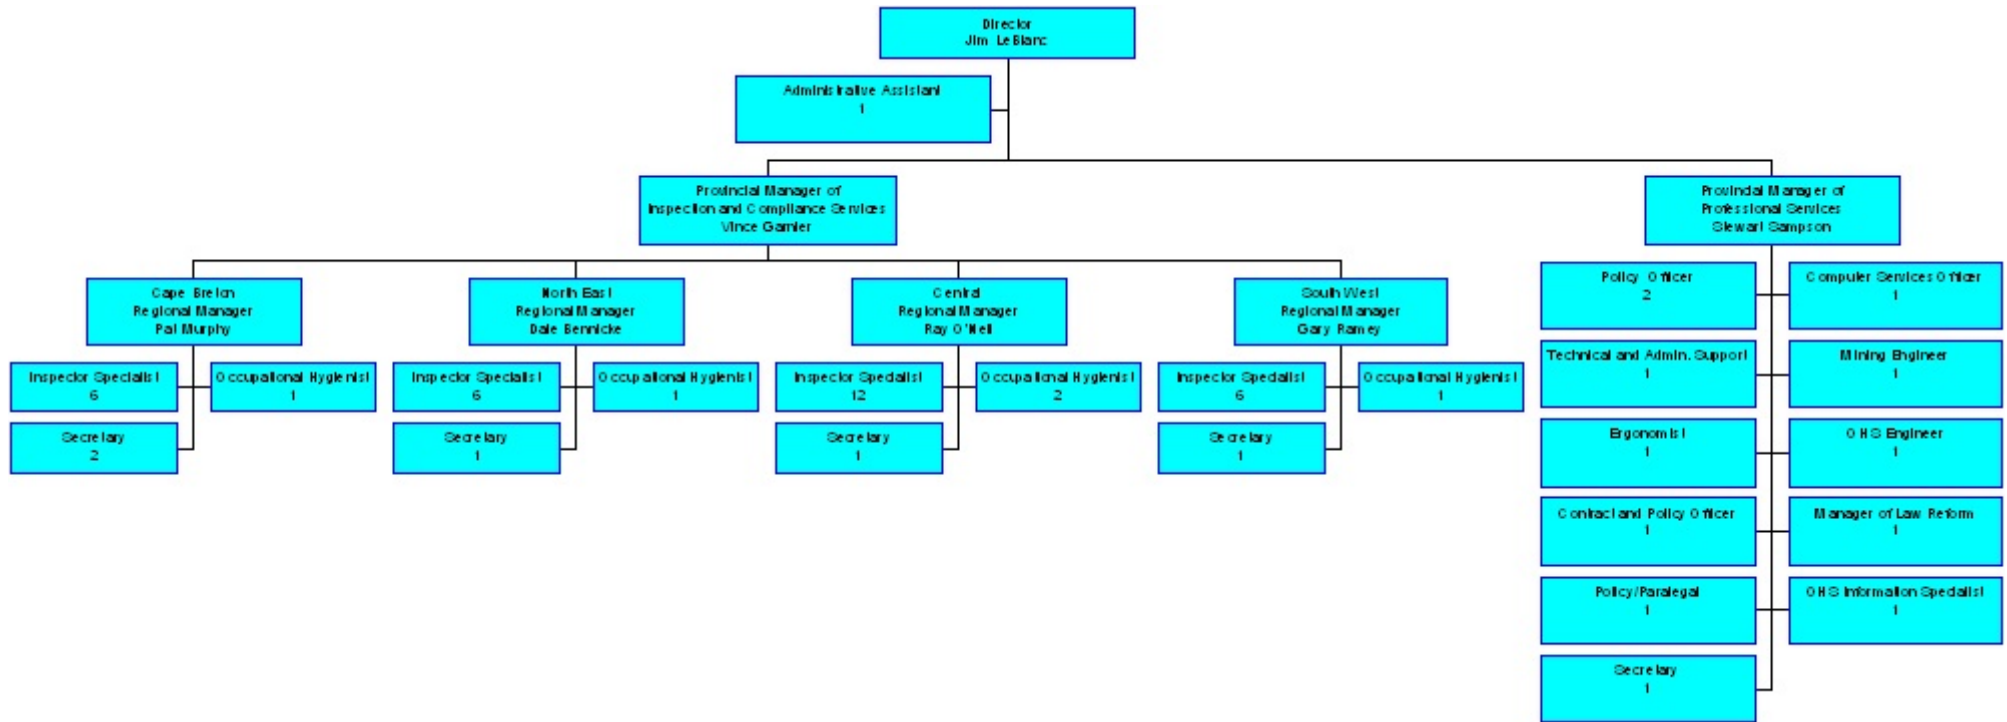 Director
Jim LeBlanc
Administrative Assistant
1
Provincial Manager of
Inspection and Compliance Services
Vince Garnier
Provincial Manager of
Professional Services
Stewart Sampson
Cape Breton
Regional Manager
Pat Murphy
North East
Regional Manager
Dale Bennicke
Central
Regional Manager
Ray O'Neil
South West
Regional Manager
Gary Ramey
Inspector Specialist
6
Occupational Hygienist
1
Secretary
2
Inspector Specialist
6
Occupational Hygienist
1
Secretary
1
Inspector Specialist
12
Occupational Hygienist
2
Secretary
1
Inspector Specialist
6
Occupational Hygienist
1
Secretary
1
Policy Officer
2
Computer Services Officer
1
Technical and Admin. Support
1
Mining Engineer
1
Ergonomist
1
OHS Engineer
1
Contract and Policy Officer
1
Manager of Law Reform
1
Policy/Paralegal
1
OHS Information Specialist
1
Secretary
1